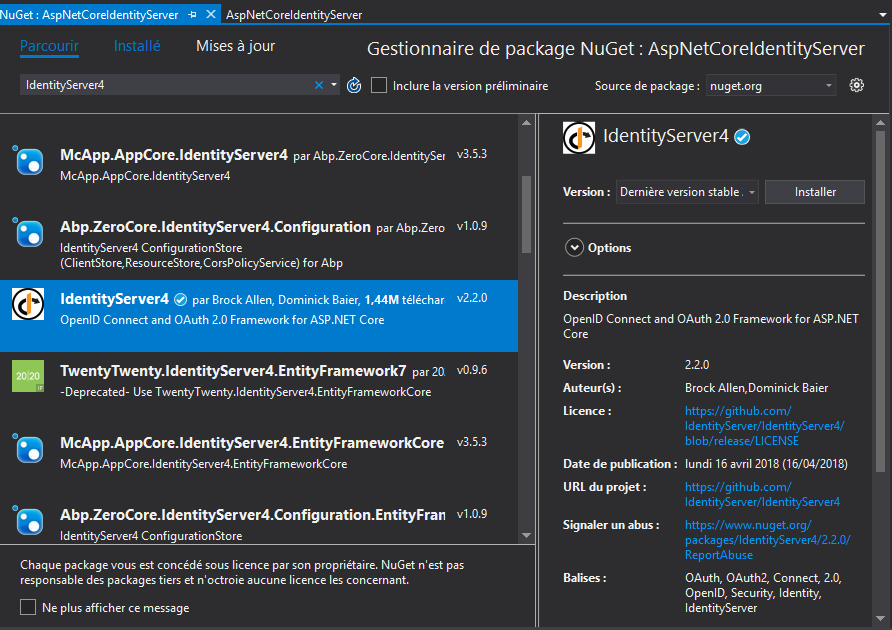 NuGet : AspNetCoreIdentityServer
AspNetCoreIdentityServer
Parcourir
Installé
Mises à jour
Gestionnaire de package NuGet : AspNetCoreIdentityServer
IdentityServer4
Inclure la version préliminaire
Source de package :
nuget.org
McApp.AppCore.IdentityServer4 par Abp.ZeroCore.IdentitySer
v3.5.3
McApp.AppCore.IdentityServer4
Abp.ZeroCore.IdentityServer4.Configuration par Abp.Zero
v1.0.9
IdentityServer4 ConfigurationStore
(ClientStore,ResourceStore,CorsPolicyService) for Abp
IdentityServer4 par Brock Allen, Dominick Baier, 1,44M téléchar
v2.2.0
OpenID Connect and OAuth 2.0 Framework for ASP.NET Core
20|20
TwentyTwenty.IdentityServer4.EntityFramework7 par 20
v0.9.6
-Deprecated- Use TwentyTwenty.IdentityServer4.EntityFrameworkCore
McApp.AppCore.IdentityServer4.EntityFrameworkCore
v3.5.3
McApp.AppCore.IdentityServer4.EntityFrameworkCore
Abp.ZeroCore.IdentityServer4.Configuration.EntityFran
v1.0.9
IdentityServer4 ConfigurationStore
Chaque package vous est concédé sous licence par son propriétaire. NuGet n'est pas
responsable des packages tiers et n'octroie aucune licence les concernant.
Ne plus afficher ce message
IdentityServer4
Version :
Dernière version stable
Installer
Options
Description
OpenID Connect and OAuth 2.0 Framework for ASP.NET
Core
Version :
2.2.0
Auteur(s) :
Brock Allen,Dominick Baier
Licence :
https://github.com/
IdentityServer/IdentityServer4/
blob/release/LICENSE
Date de publication :
lundi 16 avril 2018 (16/04/2018)
URL du projet :
https://github.com/
IdentityServer/IdentityServer4
Signaler un abus :
https://www.nuget.org/
packages/IdentityServer4/2.2.0/
ReportAbuse
Balises :
OAuth, OAuth2, Connect, 2.0,
OpenID, Security, Identity,
IdentityServer